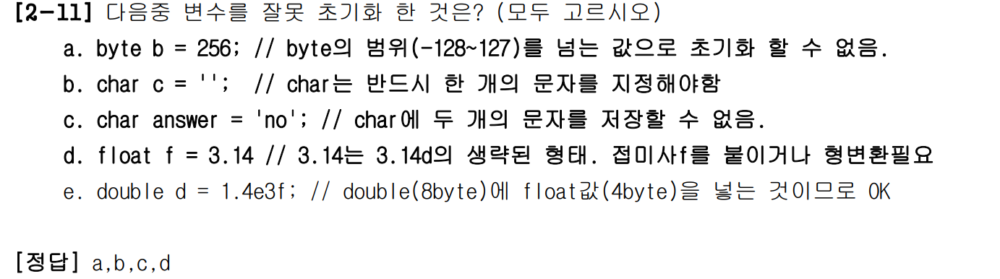 [2-11] 다음중 변수를 잘못 초기화 한 것은? (모두 고르시오)
a. byte b = 256; // byte의 범위(-128~127)를 넘는 값으로 초기화 할 수 없음.
b. char c = ''; // char는 반드시 한 개의 문자를 지정해야함
c. char answer = 'no'; // char에 두 개의 문자를 저장할 수 없음.
d. float f = 3.14 // 3.14는 3.14d의 생략된 형태. 접미사f를 붙이거나 형변환필요
e. double d = 1.4e3f; // double(8byte)에 float값(4byte)을 넣는 것이므로 OK
[정답] a,b,c,d